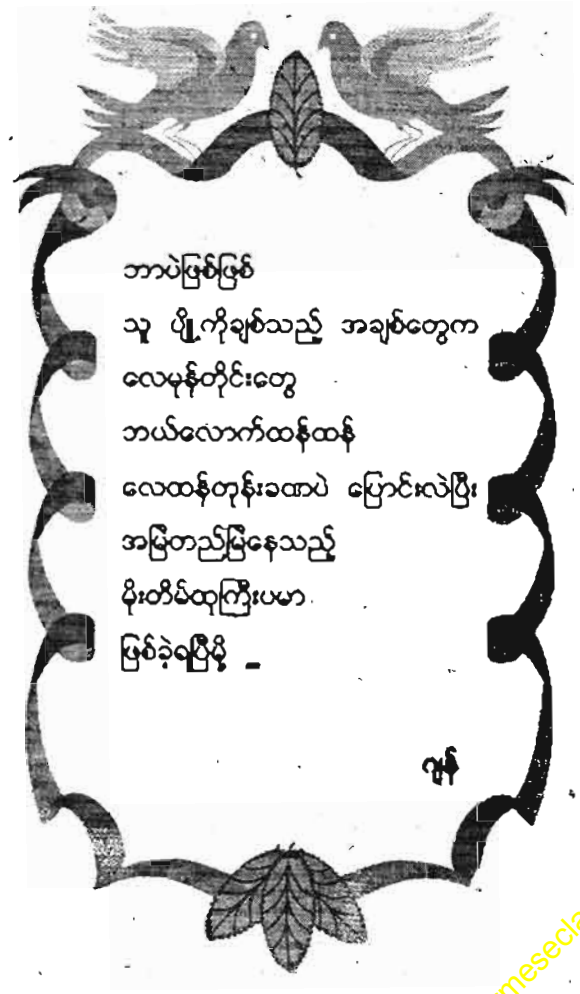 ဘာပဲဖြစ်ဖြစ်
သူ ပျို့ကိုချစ်သည့် အချစ်တွေက
လေမုန်တိုင်းတွေ
ဘယ်လောက်ထန်ထန်
လေထန်တုန်းခဏပဲ ပြောင်းလဲပြီး
အမြဲတည်မြဲနေသည့်
မိုးတိမ်ထုကြီးပမာ
ဖြစ်ခဲ့ရပြီမို့ –
ဂျန်